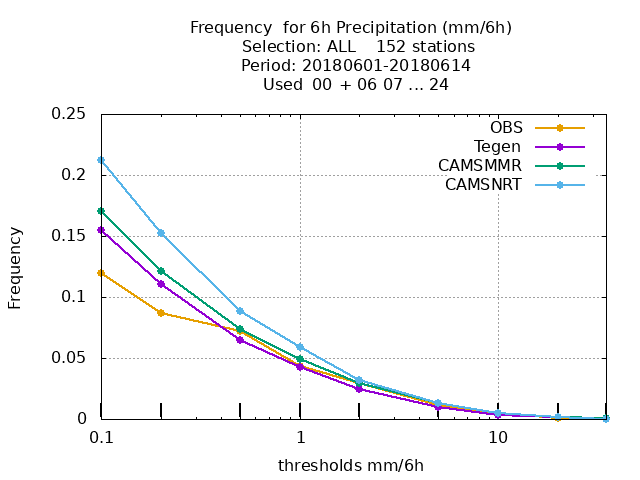 Frequency  for 6h Precipitation (mm/6h)
Selection: ALL    152 stations
Period: 20180601-20180614
Used  00  + 06 07 ... 24
0.25
OBS
Tegen
CAMSMMR
CAMSNRT
0.2
0.15
0.1
0.05
0
Frequency
0.1 1 10
thresholds mm/6h